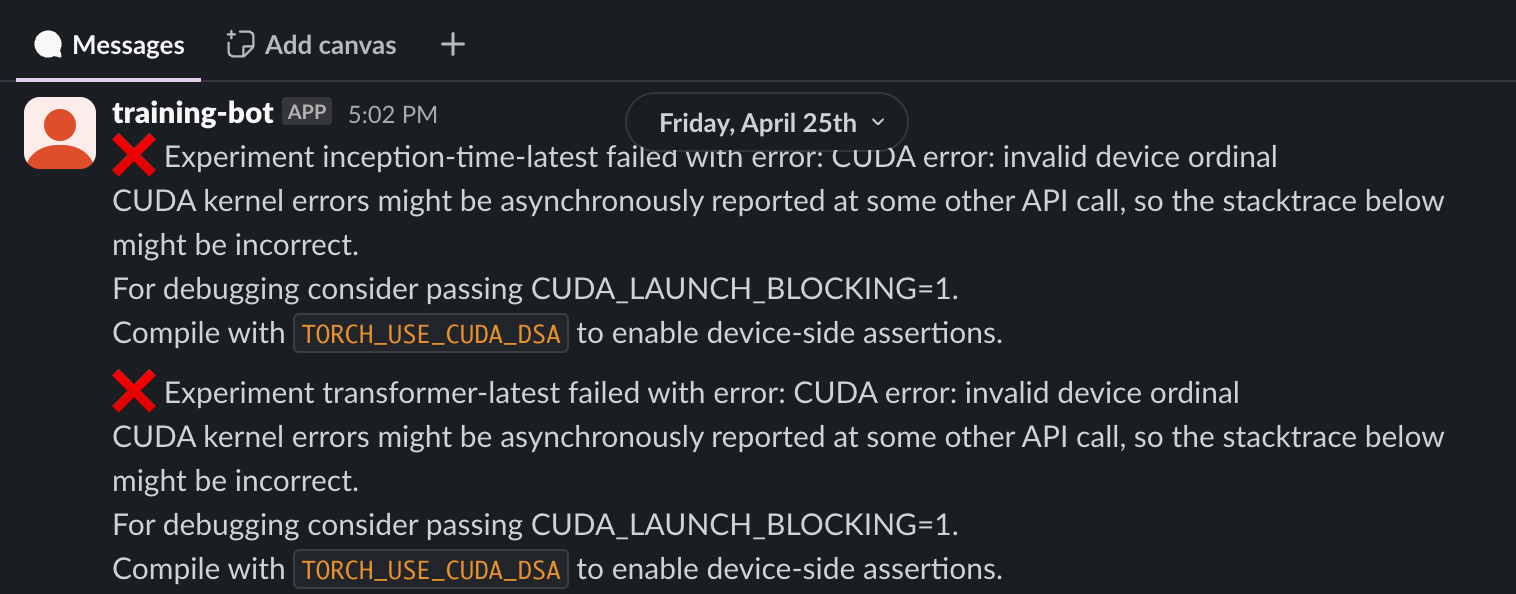 Messages Add canvas
training-bot APP 5:02 PM
Friday, April 25th
❌ Experiment inception-time-latest failed with error: CUDA error: invalid device ordinal
CUDA kernel errors might be asynchronously reported at some other API call, so the stacktrace below
might be incorrect.
For debugging consider passing CUDA_LAUNCH_BLOCKING=1.
Compile with TORCH_USE_CUDA_DSA to enable device-side assertions.
❌ Experiment transformer-latest failed with error: CUDA error: invalid device ordinal
CUDA kernel errors might be asynchronously reported at some other API call, so the stacktrace below
might be incorrect.
For debugging consider passing CUDA_LAUNCH_BLOCKING=1.
Compile with TORCH_USE_CUDA_DSA to enable device-side assertions.